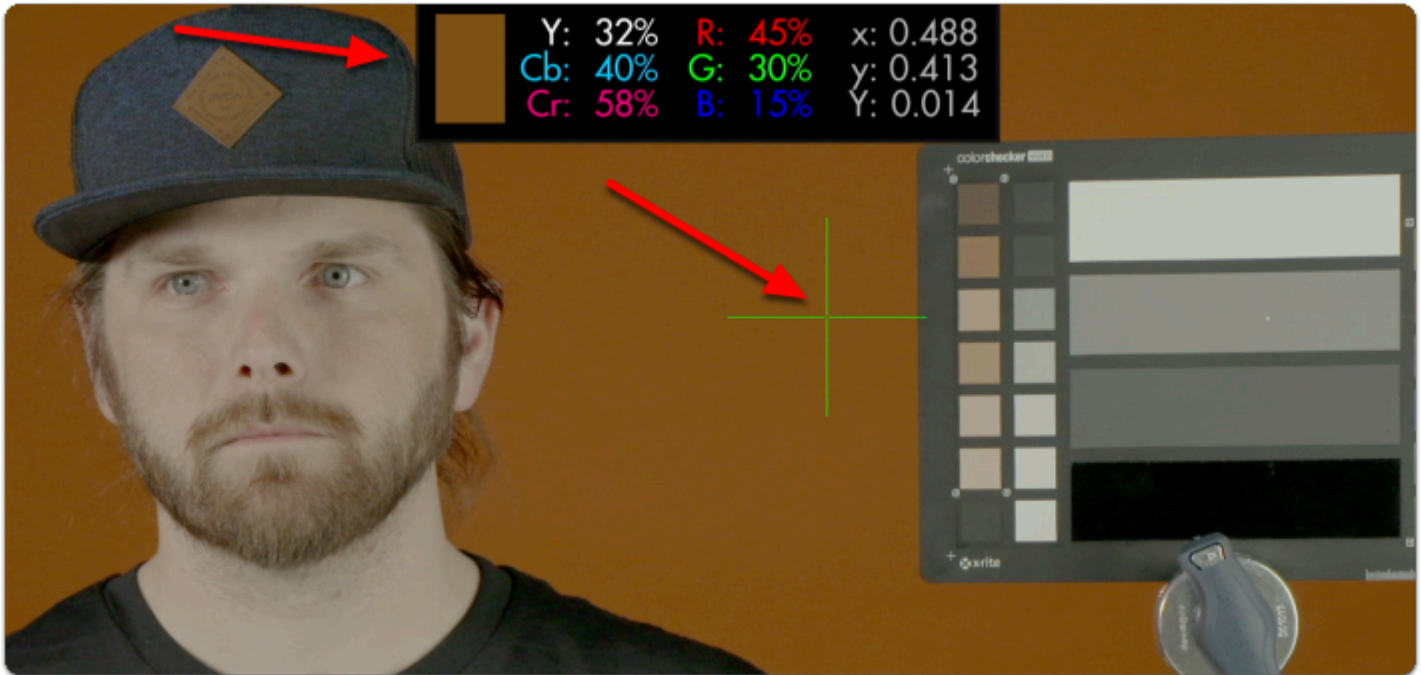 Y: 32% R: 45% x: 0.488
Cb: 40% G: 30% y: 0.413
Cr: 58% B: 15% Y: 0.014
colorchecker
x-rite